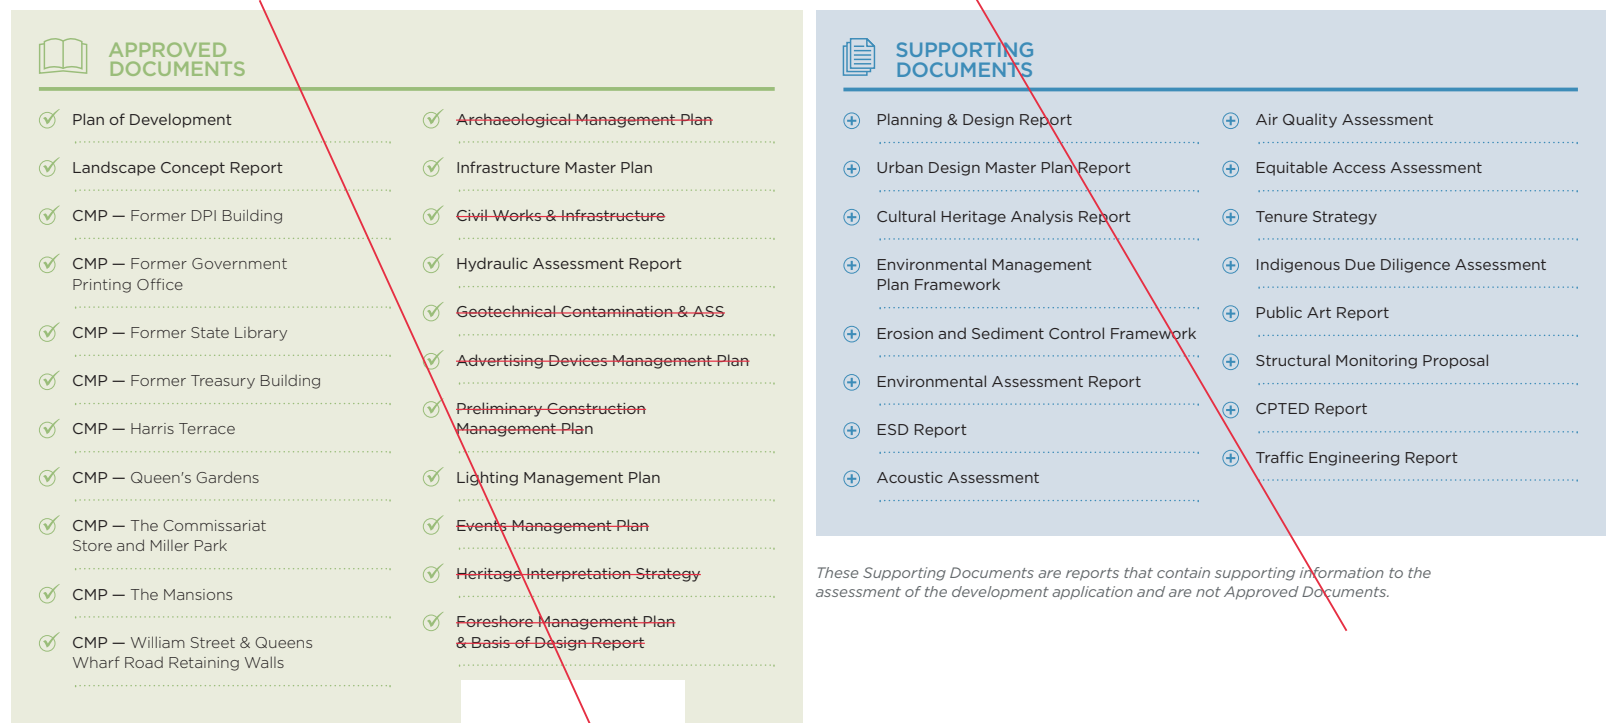 APPROVED
DOCUMENTS
Plan of Development
Landscape Concept Report
CMP — Former DPI Building
CMP — Former Government
Printing Office
CMP — Former State Library
CMP — Former Treasury Building
CMP — Harris Terrace
CMP — Queen's Gardens
CMP — The Commissariat
Store and Miller Park
CMP — The Mansions
CMP — William Street & Queens
Wharf Road Retaining Walls
Archaeological Management Plan
Infrastructure Master Plan
Civil Works & Infrastructure
Hydraulic Assessment Report
Geotechnical Contamination & ASS
Advertising Devices Management Plan
Preliminary Construction
Management Plan
Lighting Management Plan
Events Management Plan
Heritage Interpretation Strategy
Foreshore Management Plan
& Basis of Design Report
SUPPORTING
DOCUMENTS
Planning & Design Report
Urban Design Master Plan Report
Cultural Heritage Analysis Report
Environmental Management
Plan Framework
Erosion and Sediment Control Framework
Environmental Assessment Report
ESD Report
Acoustic Assessment
Air Quality Assessment
Equitable Access Assessment
Tenure Strategy
Indigenous Due Diligence Assessment
Public Art Report
Structural Monitoring Proposal
CPTED Report
Traffic Engineering Report
These Supporting Documents are reports that contain supporting information to the
assessment of the development application and are not Approved Documents.